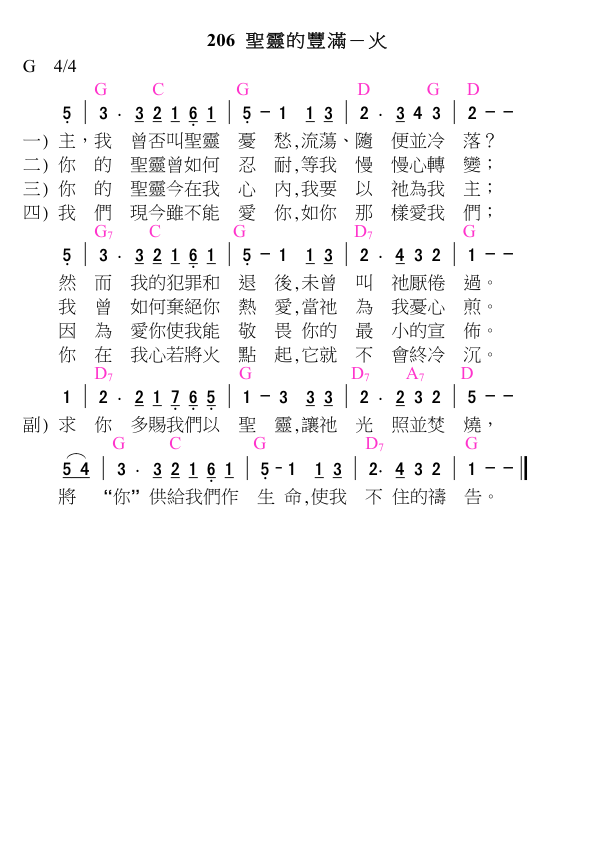 206 聖靈的豐滿－火
G 4/4
G C G D G D
5 | 3 . 3 2 1 6 1 | 5 - 1 1 3 | 2 . 3 4 3 | 2 - -
一) 主，我 曾否叫聖靈 憂 愁,流蕩、隨 便並冷 落？
二) 你 的 聖靈曾如何 忍 耐,等我 慢 慢心轉 變；
三) 你 的 聖靈今在我 心 內,我要 以 祂為我 主；
四) 我 們 現今雖不能 愛 你,如你 那 樣愛我 們；
G7 C G D7 G
5 | 3 . 3 2 1 6 1 | 5 - 1 1 3 | 2 . 4 3 2 | 1 - -
然 而 我的犯罪和 退 後,未曾 叫 祂厭倦 過。
我 曾 如何棄絕你 熱 愛,當祂 為 我憂心 煎。
因 為 愛你使我能 敬 畏 你的 最 小的宣 佈。
你 在 我心若將火 點 起,它就 不 會終冷 沉。
D7 G D7 A7 D
1 | 2 . 2 1 7 6 5 | 1 - 3 3 3 | 2 . 2 3 2 | 5 - -
副) 求 你 多賜我們以 聖 靈,讓祂 光 照並焚 燒，
G C G D7 G
5 4 | 3 . 3 2 1 6 1 | 5 - 1 1 3 | 2 . 4 3 2 | 1 - - ||
將 “你” 供給我們作 生 命,使我 不 住的禱 告。